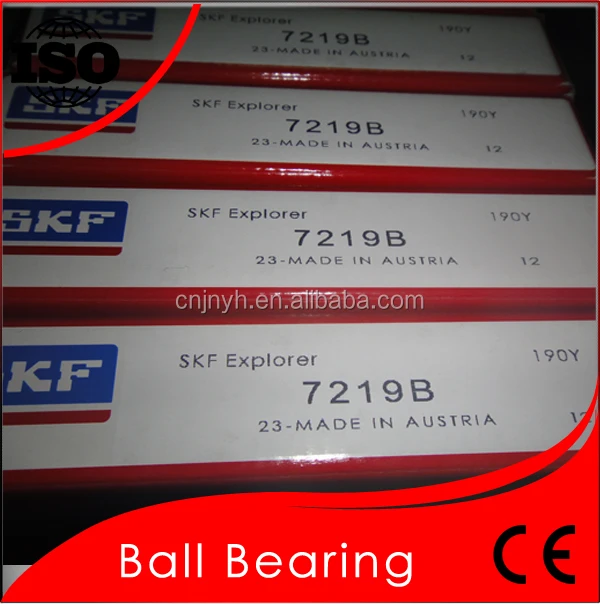 SKF
7219B
190Y
23-MADE IN AUSTRIA
12
ISO
SKF
SKF Explorer
190Y
7219B
23-MADE IN AUSTRIA
12
SKF
SKF Explorer
190Y
7219B
23-MADE IN AUSTRIA
12
cnjnyh.en.alibaba.com
SKF
SKF Explorer
190Y
7219B
23-MADE IN AUSTRIA
12
Ball Bearing
CE